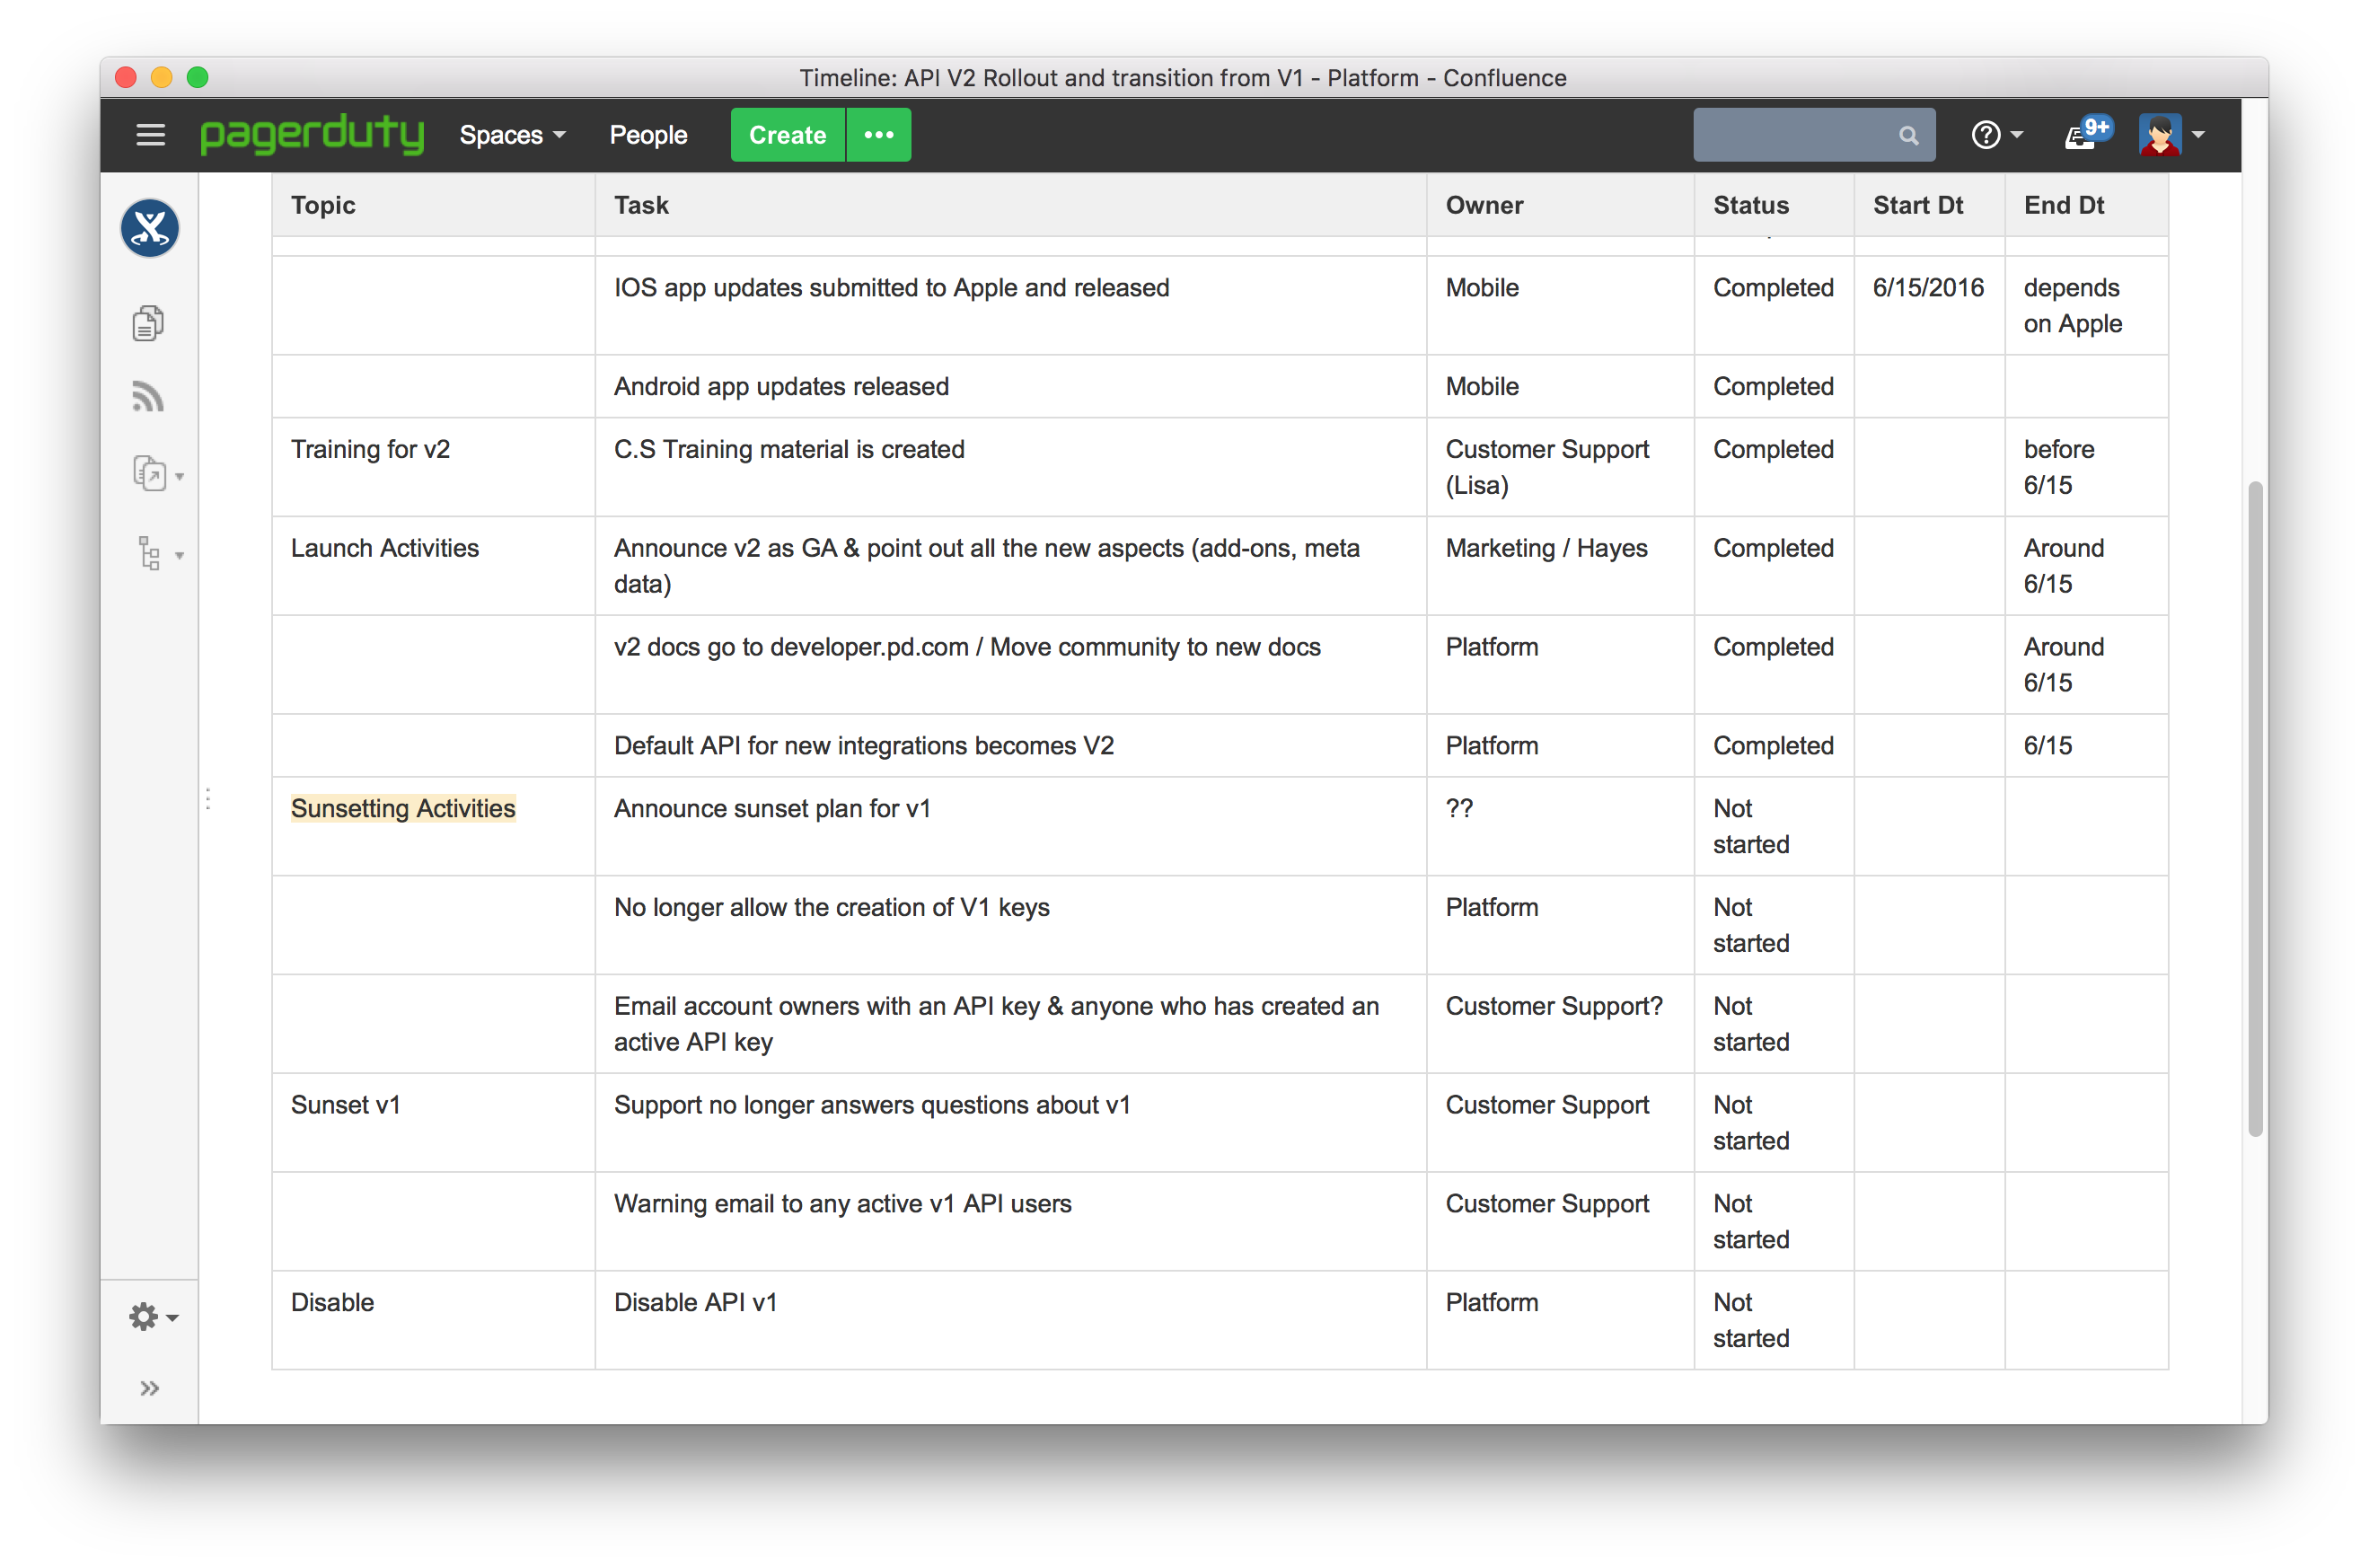 Timeline: API V2 Rollout and transition from V1 - Platform - Confluence
pagerduty Spaces People Create ••• 9+
Topic Task Owner Status Start Dt End Dt
IOS app updates submitted to Apple and released Mobile Completed 6/15/2016 depends
on Apple
Android app updates released Mobile Completed
Training for v2 C.S Training material is created Customer Support Completed before
(Lisa) 6/15
Launch Activities Announce v2 as GA & point out all the new aspects (add-ons, meta Marketing / Hayes Completed Around
data) 6/15
v2 docs go to developer.pd.com / Move community to new docs Platform Completed Around
6/15
Default API for new integrations becomes V2 Platform Completed 6/15
Sunsetting Activities Announce sunset plan for v1 ?? Not
started
No longer allow the creation of V1 keys Platform Not
started
Email account owners with an API key & anyone who has created an Customer Support? Not
active API key started
Sunset v1 Support no longer answers questions about v1 Customer Support Not
started
Warning email to any active v1 API users Customer Support Not
started
Disable Disable API v1 Platform Not
started